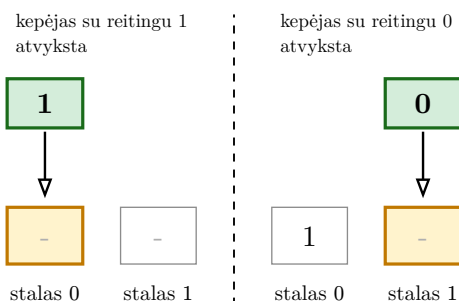 kepėjas su reitingu 1
atvyksta
1
-
-
stalas 0
stalas 1
kepėjas su reitingu 0
atvyksta
0
1
-
stalas 0
stalas 1